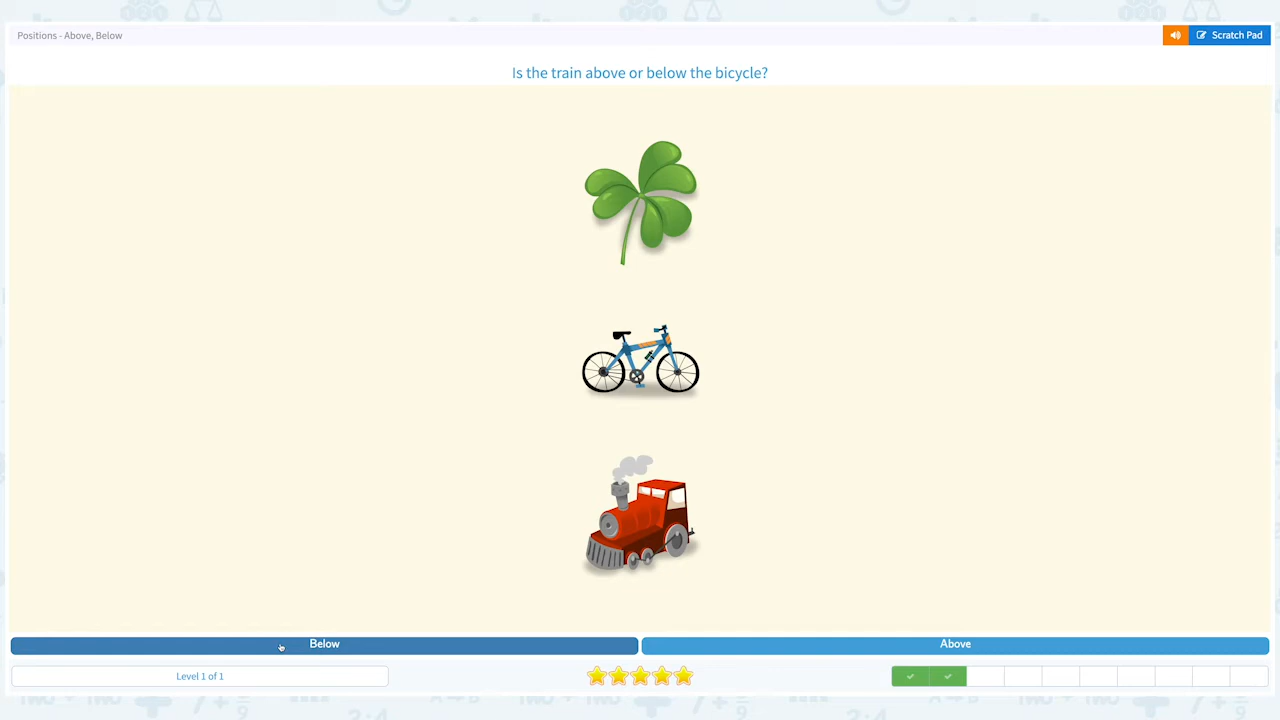 Positions - Above, Below
Scratch Pad
Is the train above or below the bicycle?
Below
Above
Level 1 of 1